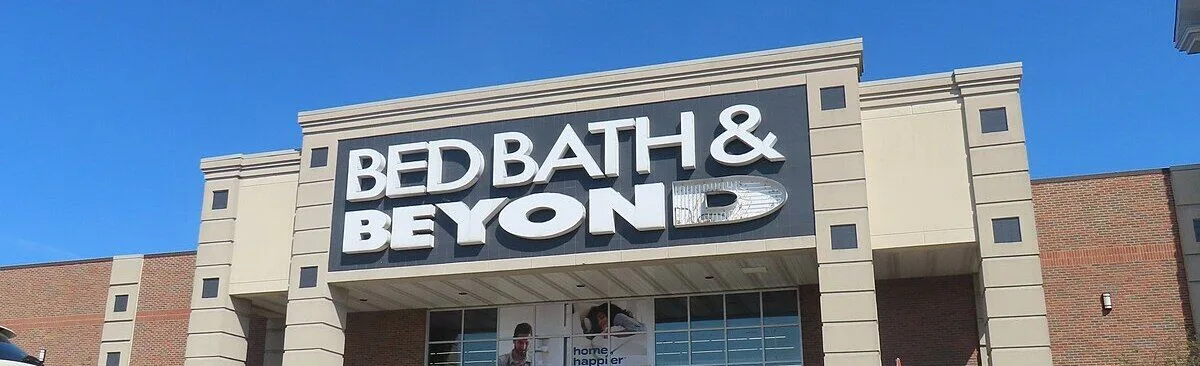 BED BATH &
BEYOND
home,
happier